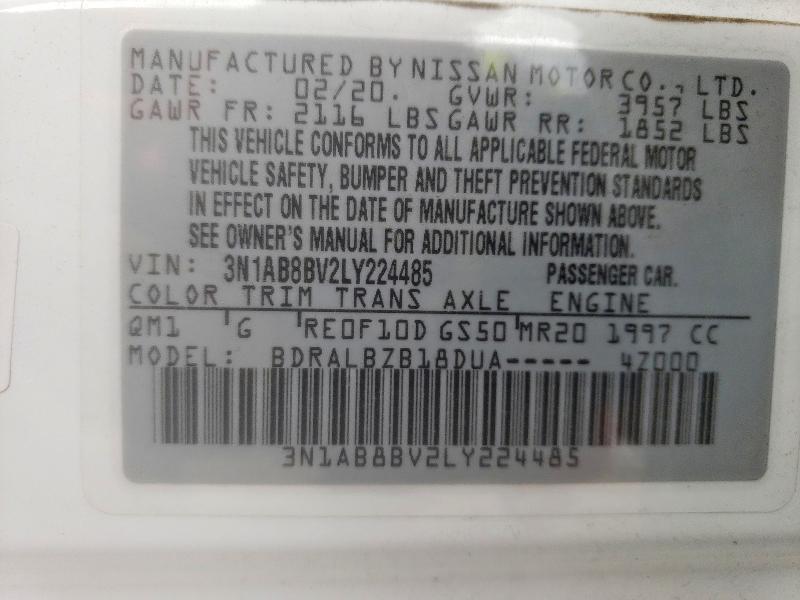 MANUFACTURED BY NISSAN MOTOR CO., LTD.
DATE: 02/20. GVWR: 3957 LBS
GAWR FR: 2116 LBS GAWR RR: 1852 LBS
THIS VEHICLE CONFORMS TO ALL APPLICABLE FEDERAL MOTOR
VEHICLE SAFETY, BUMPER AND THEFT PREVENTION STANDARDS
IN EFFECT ON THE DATE OF MANUFACTURE SHOWN ABOVE.
SEE OWNER'S MANUAL FOR ADDITIONAL INFORMATION.
VIN: 3N1AB8BV2LY224485 PASSENGER CAR.
COLOR TRIM TRANS AXLE ENGINE
QM1 G RE0F10D GS50 MR20 1997 CC
MODEL: BDRALBZB18DUA----- 4Z000
3N1AB8BV2LY224485